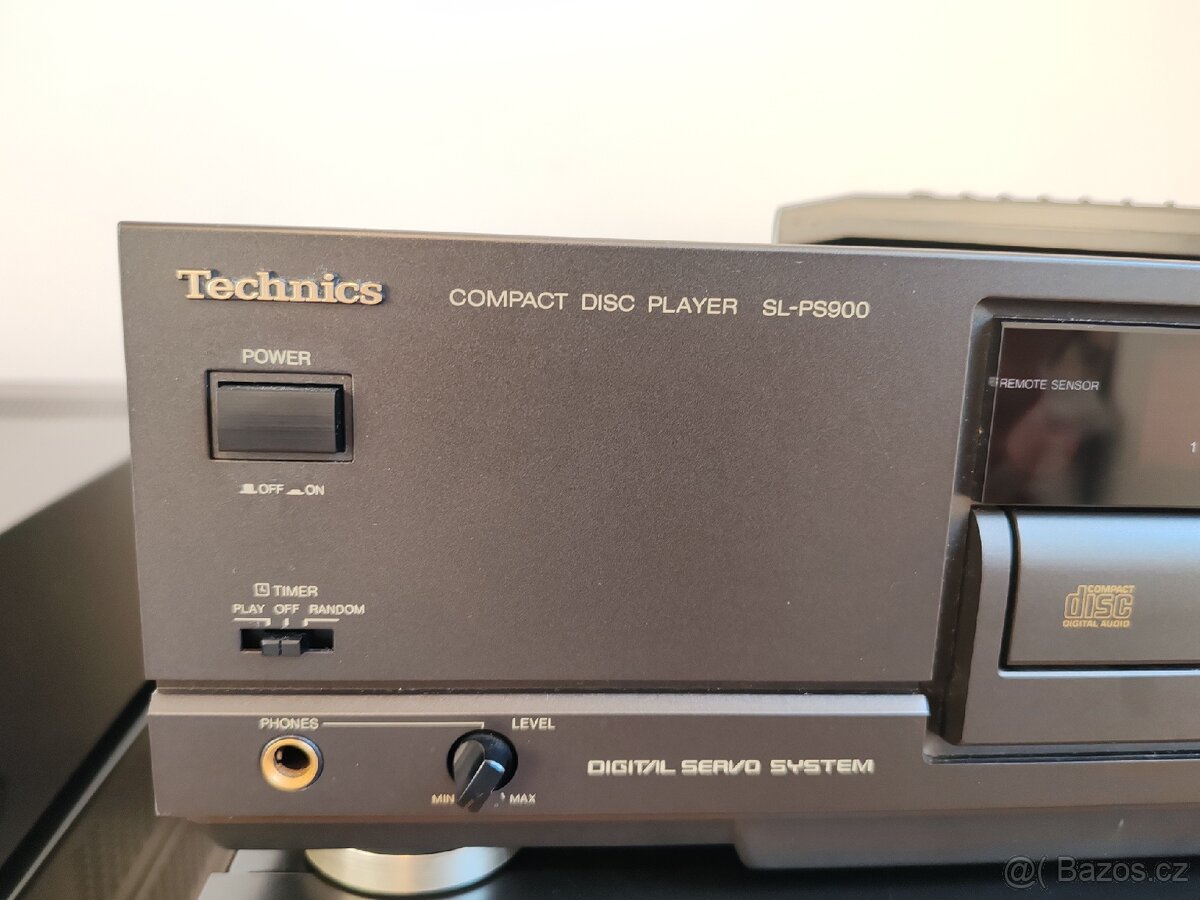 Technics
COMPACT DISC PLAYER SL-PS900
POWER
OFF ON
REMOTE SENSOR
1
TIMER
PLAY OFF RANDOM
COMPACT
disc
DIGITAL AUDIO
PHONES
LEVEL
MIN MAX
DIGITAL SERVO SYSTEM
@( Bazos.cz